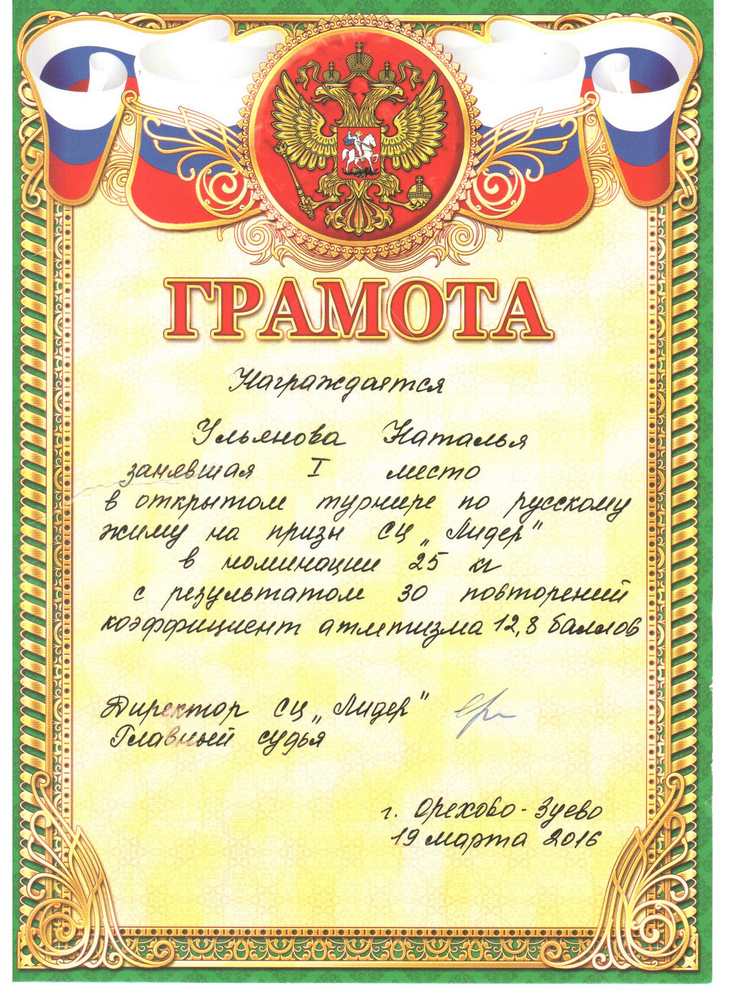 ГРАМОТА
Награждается
Ульянова Наталья
занявшая I место
в открытом турнире по русскому
жиму на призы СЦ „Лидер"
в номинации 25 кг
с результатом 30 повторений
коэффициент атлетизма 12,8 баллов
Директор СЦ „Лидер"
Главный судья
г. Орехово-Зуево
19 марта 2016